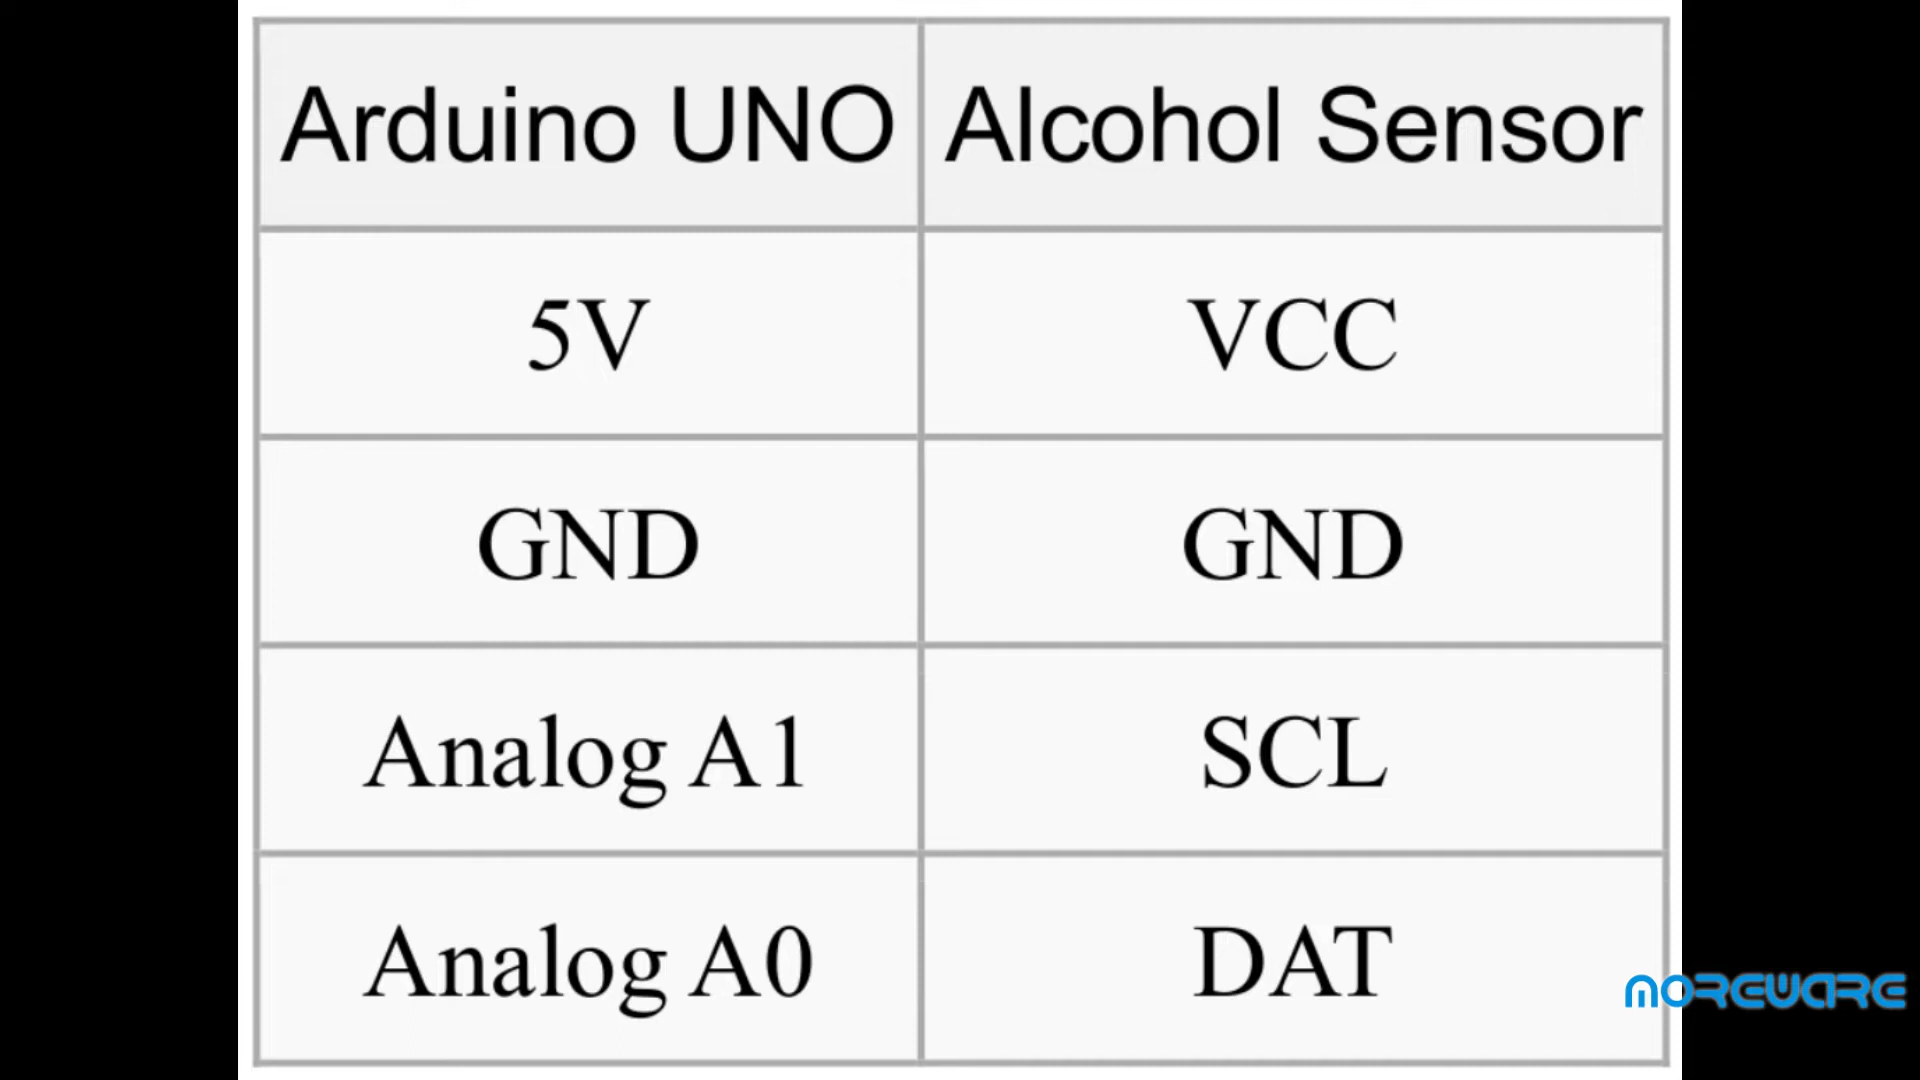 Arduino UNO Alcohol Sensor
5V VCC
GND GND
Analog A1 SCL
Analog A0 DAT
MOREWARE